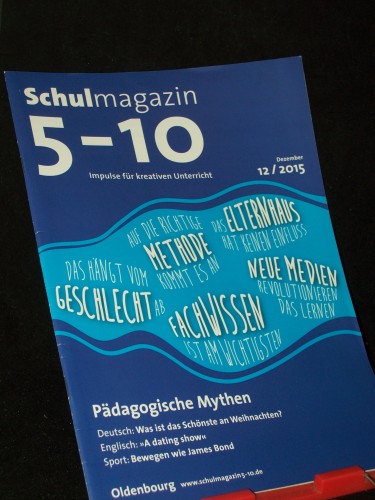 Schulmagazin
5–10
Impulse für kreativen Unterricht
Dezember
12 / 2015
DAS HÄNGT VOM
GESCHLECHT AB
AUF DIE RICHTIGE
METHODE
KOMMT ES AN
DAS ELTERNHAUS
HAT KEINEN EINFLUSS
FACHWISSEN
IST AM WICHTIGSTEN
NEUE MEDIEN
REVOLUTIONIEREN
DAS LERNEN
Pädagogische Mythen
Deutsch: Was ist das Schönste an Weihnachten?
Englisch: »A dating show«
Sport: Bewegen wie James Bond
Oldenbourg www.schulmagazin5-10.de